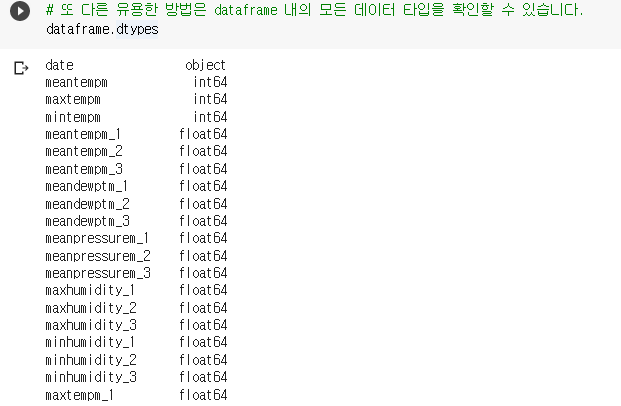 # 또 다른 유용한 방법은 dataframe 내의 모든 데이터 타입을 확인할 수 있습니다.
dataframe.dtypes
date object
meantempm int64
maxtempm int64
mintempm int64
meantempm_1 float64
meantempm_2 float64
meantempm_3 float64
meandewptm_1 float64
meandewptm_2 float64
meandewptm_3 float64
meanpressurem_1 float64
meanpressurem_2 float64
meanpressurem_3 float64
maxhumidity_1 float64
maxhumidity_2 float64
maxhumidity_3 float64
minhumidity_1 float64
minhumidity_2 float64
minhumidity_3 float64
maxtempm_1 float64